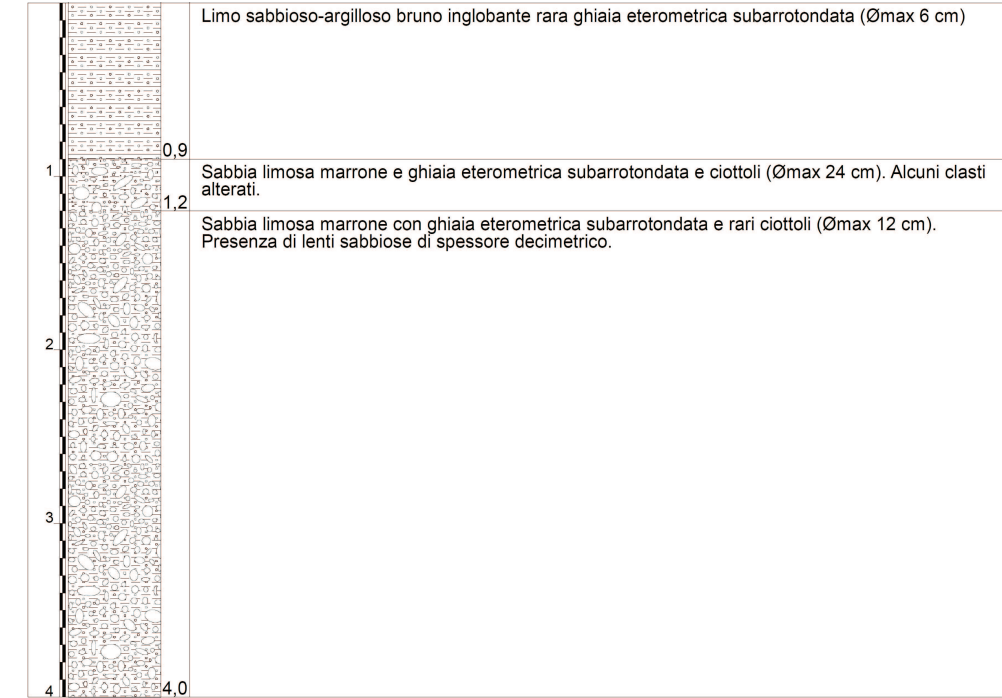 Limo sabbioso-argilloso bruno inglobante rara ghiaia eterometrica subarrotondata (Ømax 6 cm)
0,9
1
Sabbia limosa marrone e ghiaia eterometrica subarrotondata e ciottoli (Ømax 24 cm). Alcuni clasti
alterati.
1,2
Sabbia limosa marrone con ghiaia eterometrica subarrotondata e rari ciottoli (Ømax 12 cm).
Presenza di lenti sabbiose di spessore decimetrico.
2
3
4
4,0